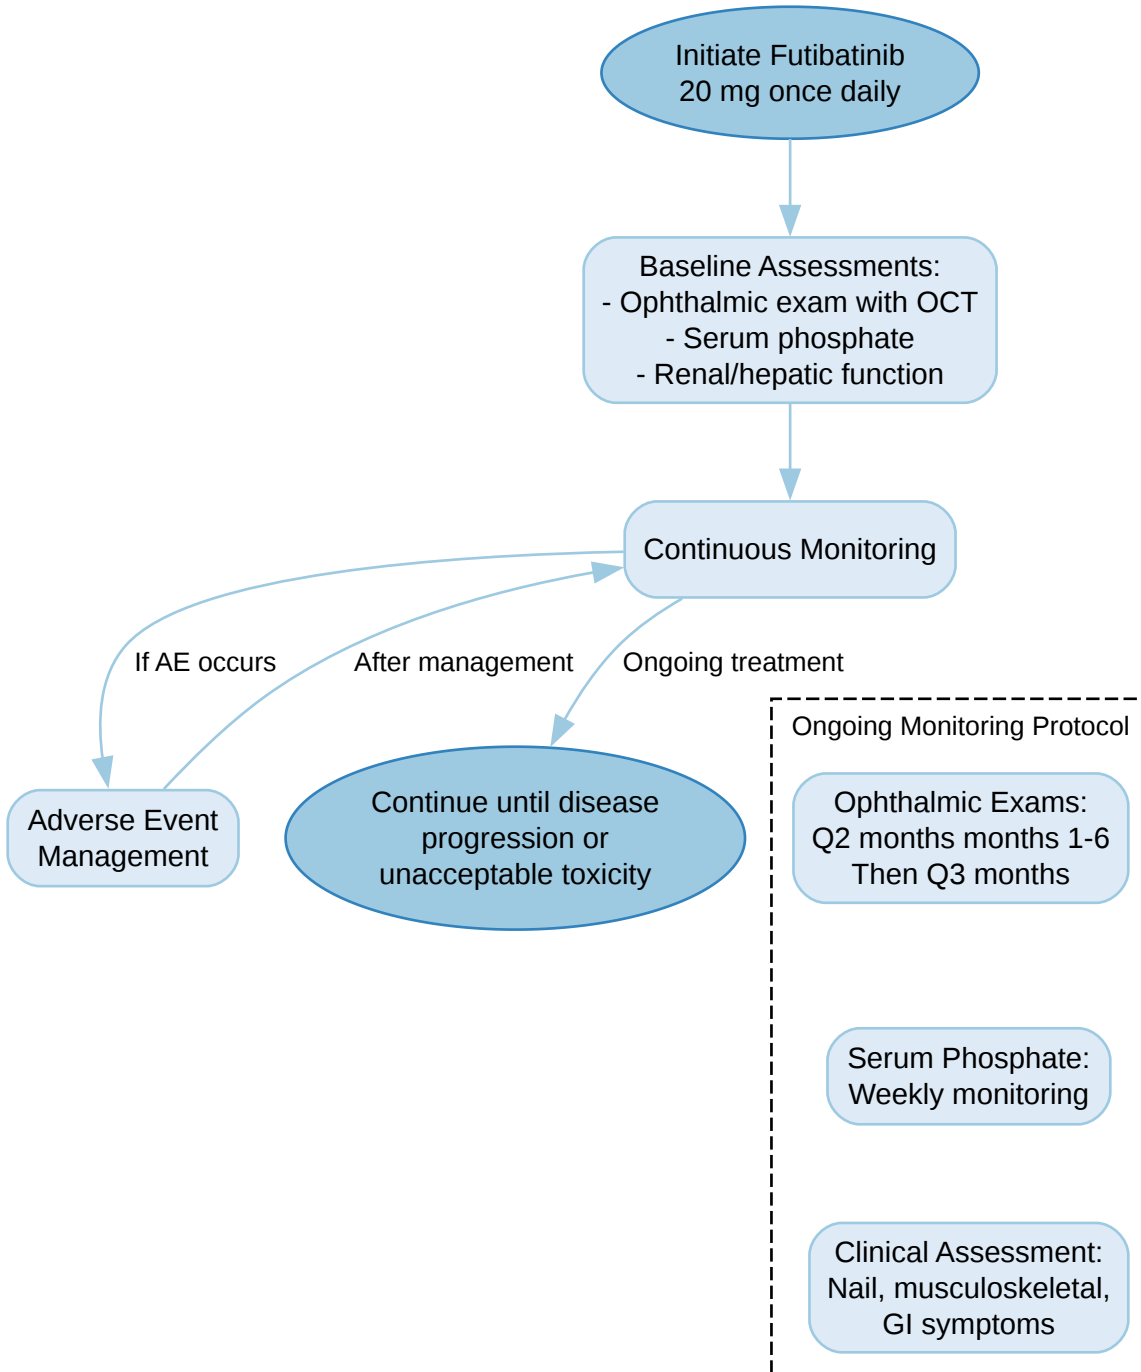 Initiate Futibatinib
20 mg once daily
Baseline Assessments:
- Ophthalmic exam with OCT
- Serum phosphate
- Renal/hepatic function
Continuous Monitoring
If AE occurs
After management
Ongoing treatment
Ongoing Monitoring Protocol
Adverse Event
Management
Continue until disease
progression or
unacceptable toxicity
Ophthalmic Exams:
Q2 months months 1-6
Then Q3 months
Serum Phosphate:
Weekly monitoring
Clinical Assessment:
Nail, musculoskeletal,
GI symptoms